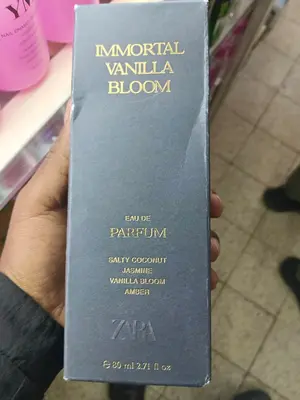 IMMORTAL
VANILLA
BLOOM
EAU DE
PARFUM
SALTY COCONUT
JASMINE
VANILLA BLOOM
AMBER
ZARA
℮ 80 ml 2.71 fl oz